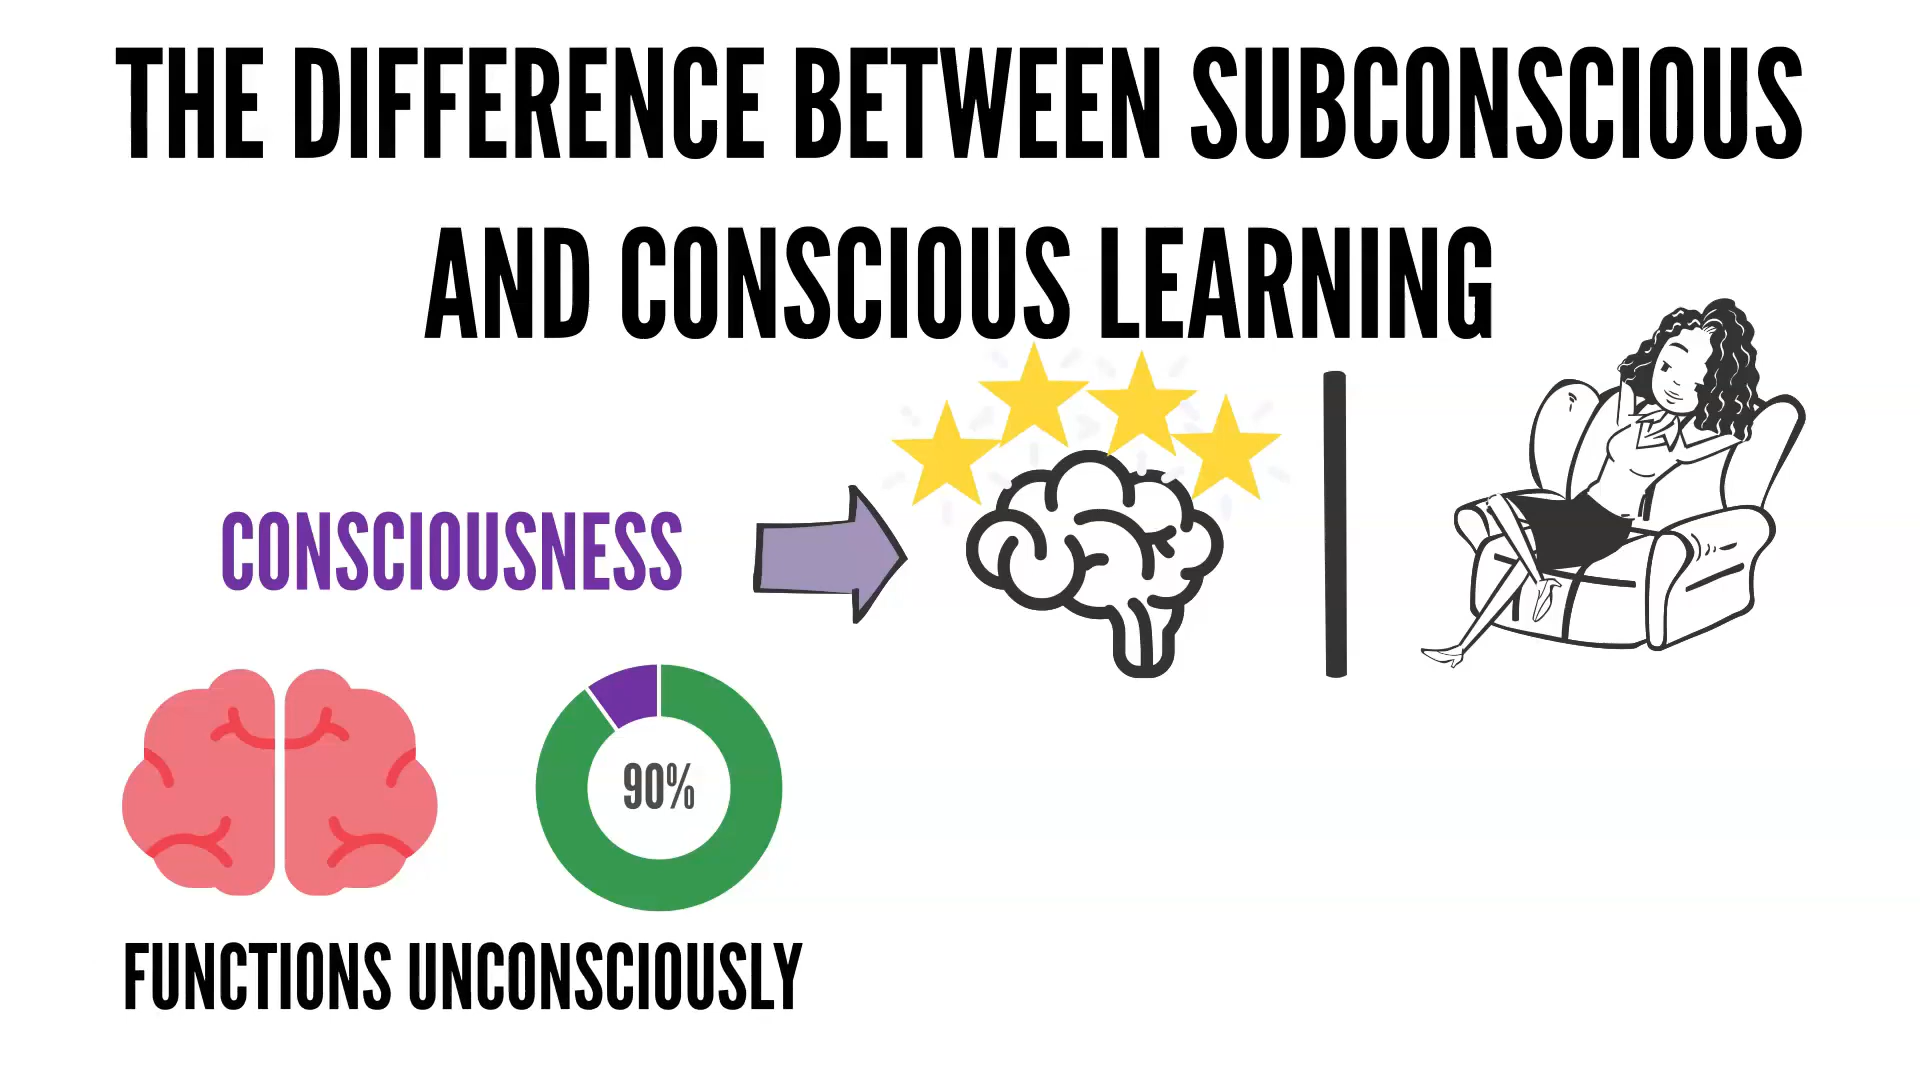 THE DIFFERENCE BETWEEN SUBCONSCIOUS
AND CONSCIOUS LEARNING
CONSCIOUSNESS
90%
FUNCTIONS UNCONSCIOUSLY